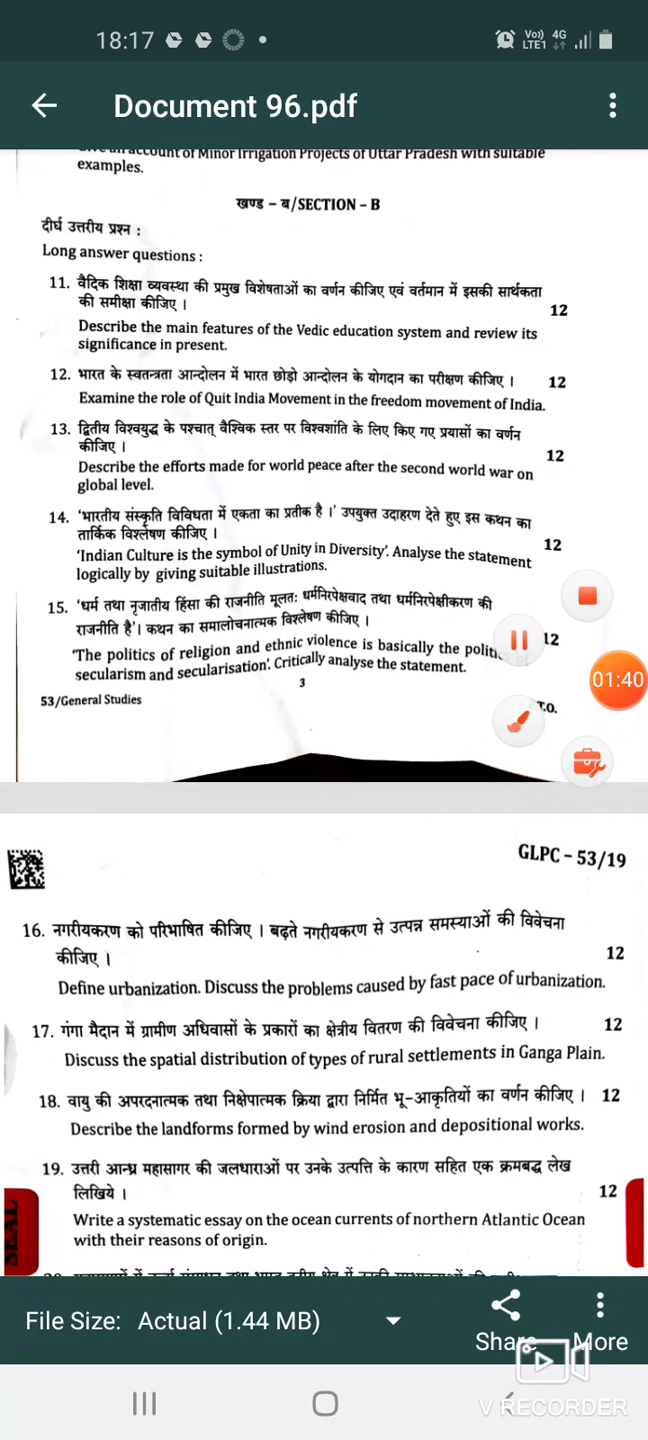 18:17
Vo)) 4G
LTE1
Document 96.pdf
account of Minor Irrigation Projects of Uttar Pradesh with suitable
examples.
खण्ड – ब/SECTION – B
दीर्घ उत्तरीय प्रश्न :
Long answer questions :
11. वैदिक शिक्षा व्यवस्था की प्रमुख विशेषताओं का वर्णन कीजिए एवं वर्तमान में इसकी सार्थकता
की समीक्षा कीजिए । 12
Describe the main features of the Vedic education system and review its
significance in present.
12. भारत के स्वतन्त्रता आन्दोलन में भारत छोड़ो आन्दोलन के योगदान का परीक्षण कीजिए । 12
Examine the role of Quit India Movement in the freedom movement of India.
13. द्वितीय विश्वयुद्ध के पश्चात् वैश्विक स्तर पर विश्वशांति के लिए किए गए प्रयासों का वर्णन
कीजिए । 12
Describe the efforts made for world peace after the second world war on
global level.
14. ‘भारतीय संस्कृति विविधता में एकता का प्रतीक है ।’ उपयुक्त उदाहरण देते हुए इस कथन का
तार्किक विश्लेषण कीजिए । 12
‘Indian Culture is the symbol of Unity in Diversity’. Analyse the statement
logically by giving suitable illustrations.
15. ‘धर्म तथा नृजातीय हिंसा की राजनीति मूलतः धर्मनिरपेक्षवाद तथा धर्मनिरपेक्षीकरण की
राजनीति है’। कथन का समालोचनात्मक विश्लेषण कीजिए । 12
‘The politics of religion and ethnic violence is basically the
secularism and secularisation’. Critically analyse the statement.
3
53/General Studies
T.O.
01:40
GLPC – 53/19
16. नगरीयकरण को परिभाषित कीजिए । बढ़ते नगरीयकरण से उत्पन्न समस्याओं की विवेचना
कीजिए । 12
Define urbanization. Discuss the problems caused by fast pace of urbanization.
17. गंगा मैदान में ग्रामीण अधिवासों के प्रकारों का क्षेत्रीय वितरण की विवेचना कीजिए । 12
Discuss the spatial distribution of types of rural settlements in Ganga Plain.
18. वायु की अपरदनात्मक तथा निक्षेपात्मक क्रिया द्वारा निर्मित भू-आकृतियों का वर्णन कीजिए । 12
Describe the landforms formed by wind erosion and depositional works.
19. उत्तरी आन्ध्र महासागर की जलधाराओं पर उनके उत्पत्ति के कारण सहित एक क्रमबद्ध लेख
लिखिये । 12
Write a systematic essay on the ocean currents of northern Atlantic Ocean
with their reasons of origin.
SEAL
File Size: Actual (1.44 MB)
Share
More
V RECORDER